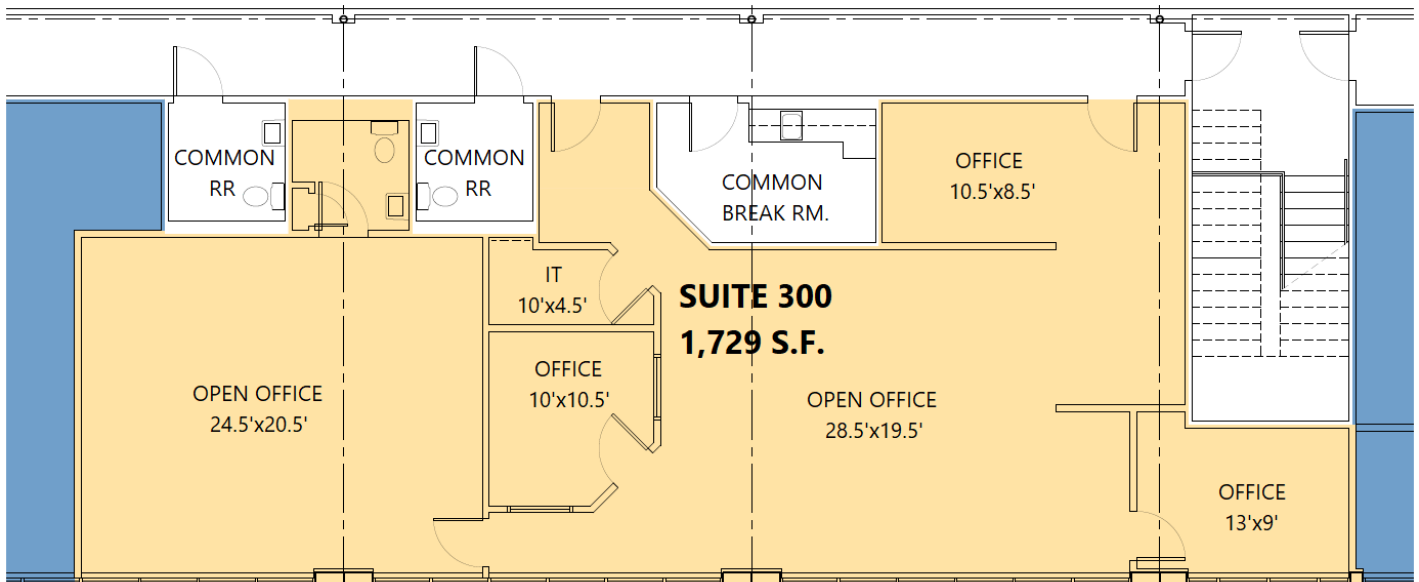 COMMON
RR
COMMON
RR
COMMON
BREAK RM.
OFFICE
10.5'x8.5'
IT
10'x4.5'
SUITE 300
1,729 S.F.
OFFICE
10'x10.5'
OPEN OFFICE
24.5'x20.5'
OPEN OFFICE
28.5'x19.5'
OFFICE
13'x9'